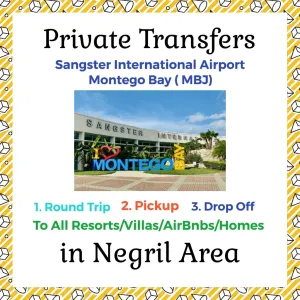 Private Transfers
Sangster International Airport
Montego Bay ( MBJ)
SANGSTER
I MONTEGO BAY
1. Round Trip 2. Pickup 3. Drop Off
To All Resorts/Villas/AirBnbs/Homes
in Negril Area